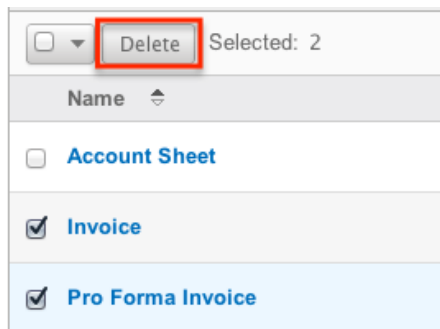 Delete Selected: 2
Name
Account Sheet
Invoice
Pro Forma Invoice